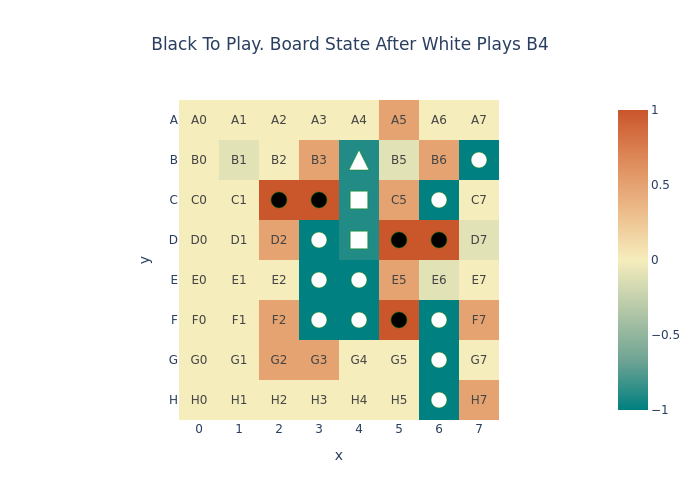 Black To Play. Board State After White Plays B4
A A0 A1 A2 A3 A4 A5 A6 A7
B B0 B1 B2 B3 B5 B6
C C0 C1 C5 C7
D D0 D1 D2 D7
E E0 E1 E2 E5 E6 E7
F F0 F1 F2 F7
G G0 G1 G2 G3 G4 G5 G7
H H0 H1 H2 H3 H4 H5 H7
0 1 2 3 4 5 6 7
x
y
1
0.5
0
−0.5
−1